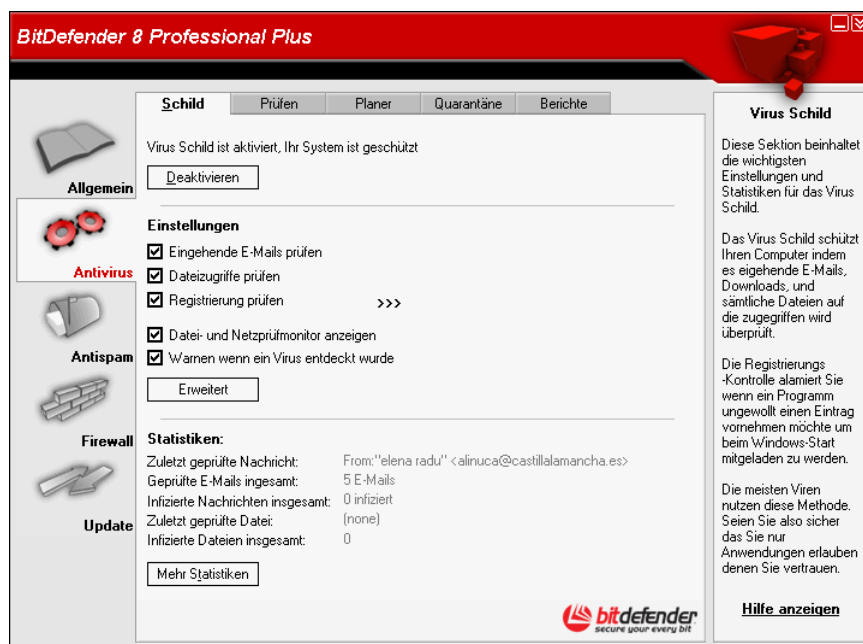 BitDefender 8 Professional Plus
Schild
Prüfen
Planer
Quarantäne
Berichte
Allgemein
Antivirus
Antispam
Firewall
Update
Virus Schild ist aktiviert, Ihr System ist geschützt
Deaktivieren
Einstellungen
Eingehende E-Mails prüfen
Dateizugriffe prüfen
Registrierung prüfen >>>
Datei- und Netzprüfmonitor anzeigen
Warnen wenn ein Virus entdeckt wurde
Erweitert
Statistiken:
Zuletzt geprüfte Nachricht: From:"elena radu" <alinuca@castillalamancha.es>
Geprüfte E-Mails ingesamt: 5 E-Mails
Infizierte Nachrichten insgesamt: 0 infiziert
Zuletzt geprüfte Datei: (none)
Infizierte Dateien insgesamt: 0
Mehr Statistiken
bitdefender
secure your every bit
Virus Schild
Diese Sektion beinhaltet
die wichtigsten
Einstellungen und
Statistiken für das Virus
Schild.
Das Virus Schild schützt
Ihren Computer indem
es eigehende E-Mails,
Downloads, und
sämtliche Dateien auf
die zugegriffen wird
überprüft.
Die Registrierungs
-Kontrolle alamiert Sie
wenn ein Programm
ungewollt einen Eintrag
vornehmen möchte um
beim Windows-Start
mitgeladen zu werden.
Die meisten Viren
nutzen diese Methode.
Seien Sie also sicher
das Sie nur
Anwendungen erlauben
denen Sie vertrauen.
Hilfe anzeigen